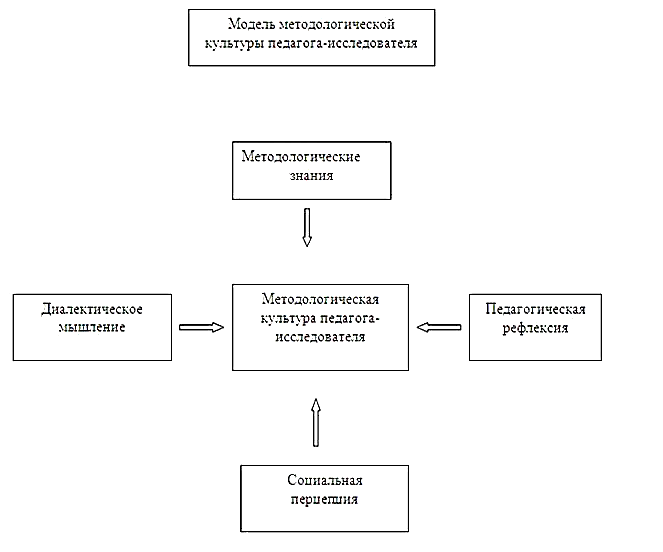 Модель методологической
культуры педагога-исследователя
Методологические
знания
Диалектическое
мышление
Методологическая
культура педагога-
исследователя
Педагогическая
рефлексия
Социальная
перцепция